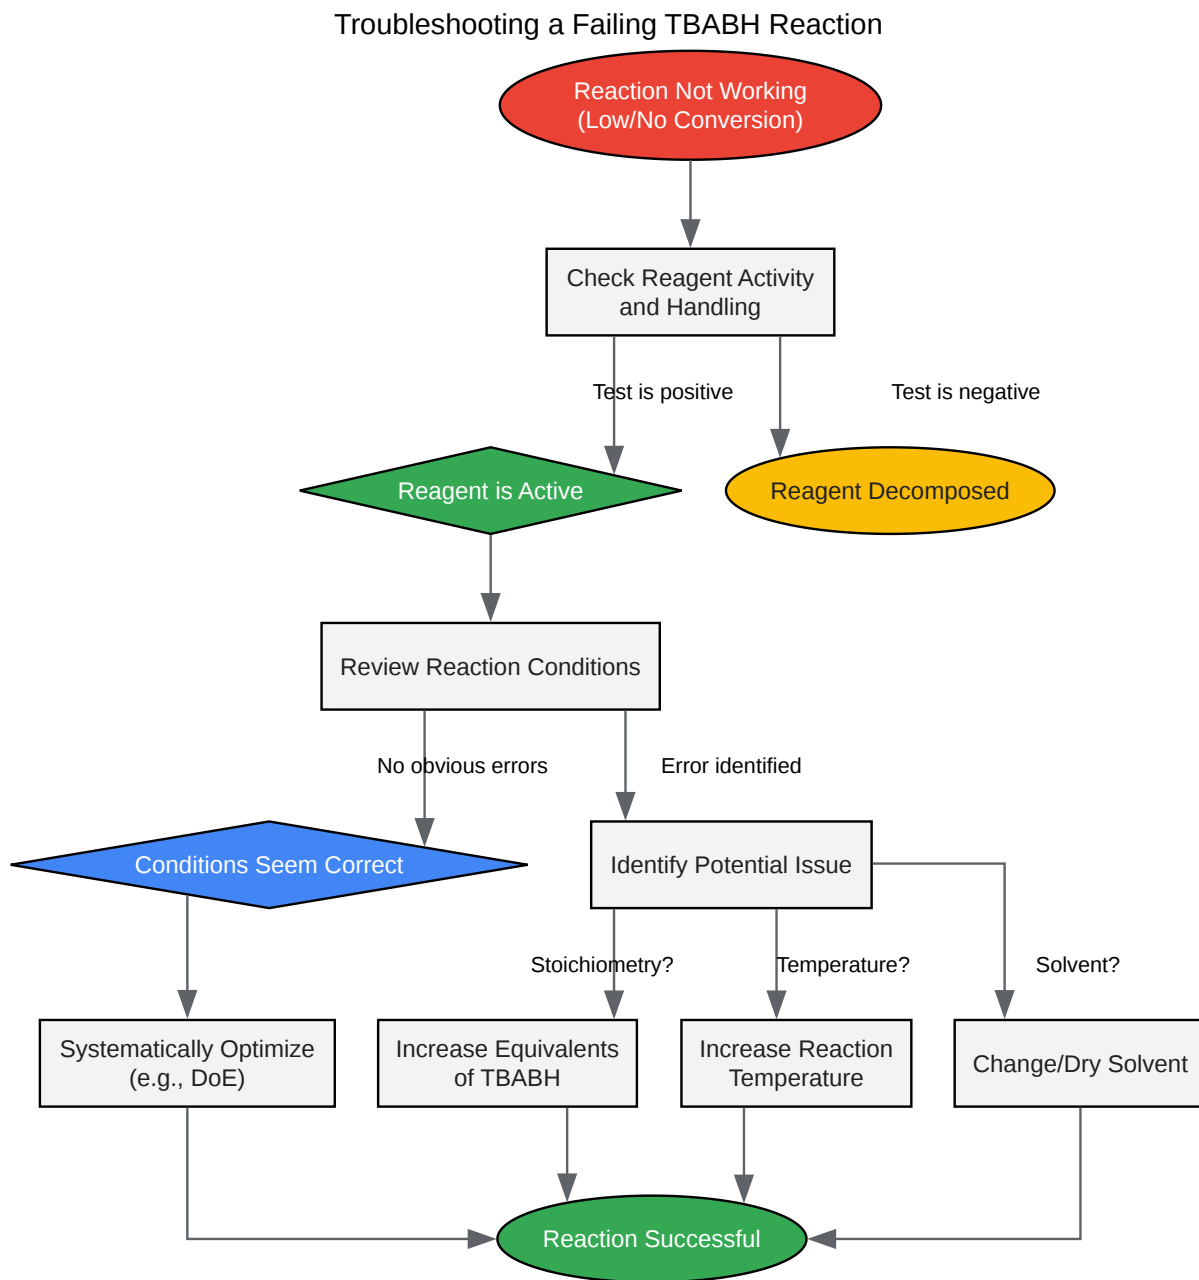 Troubleshooting a Failing TBABH Reaction
Reaction Not Working
(Low/No Conversion)
Check Reagent Activity
and Handling
Test is positive
Test is negative
Reagent is Active
Reagent Decomposed
Review Reaction Conditions
No obvious errors
Error identified
Conditions Seem Correct
Identify Potential Issue
Stoichiometry?
Temperature?
Solvent?
Systematically Optimize
(e.g., DoE)
Increase Equivalents
of TBABH
Increase Reaction
Temperature
Change/Dry Solvent
Reaction Successful